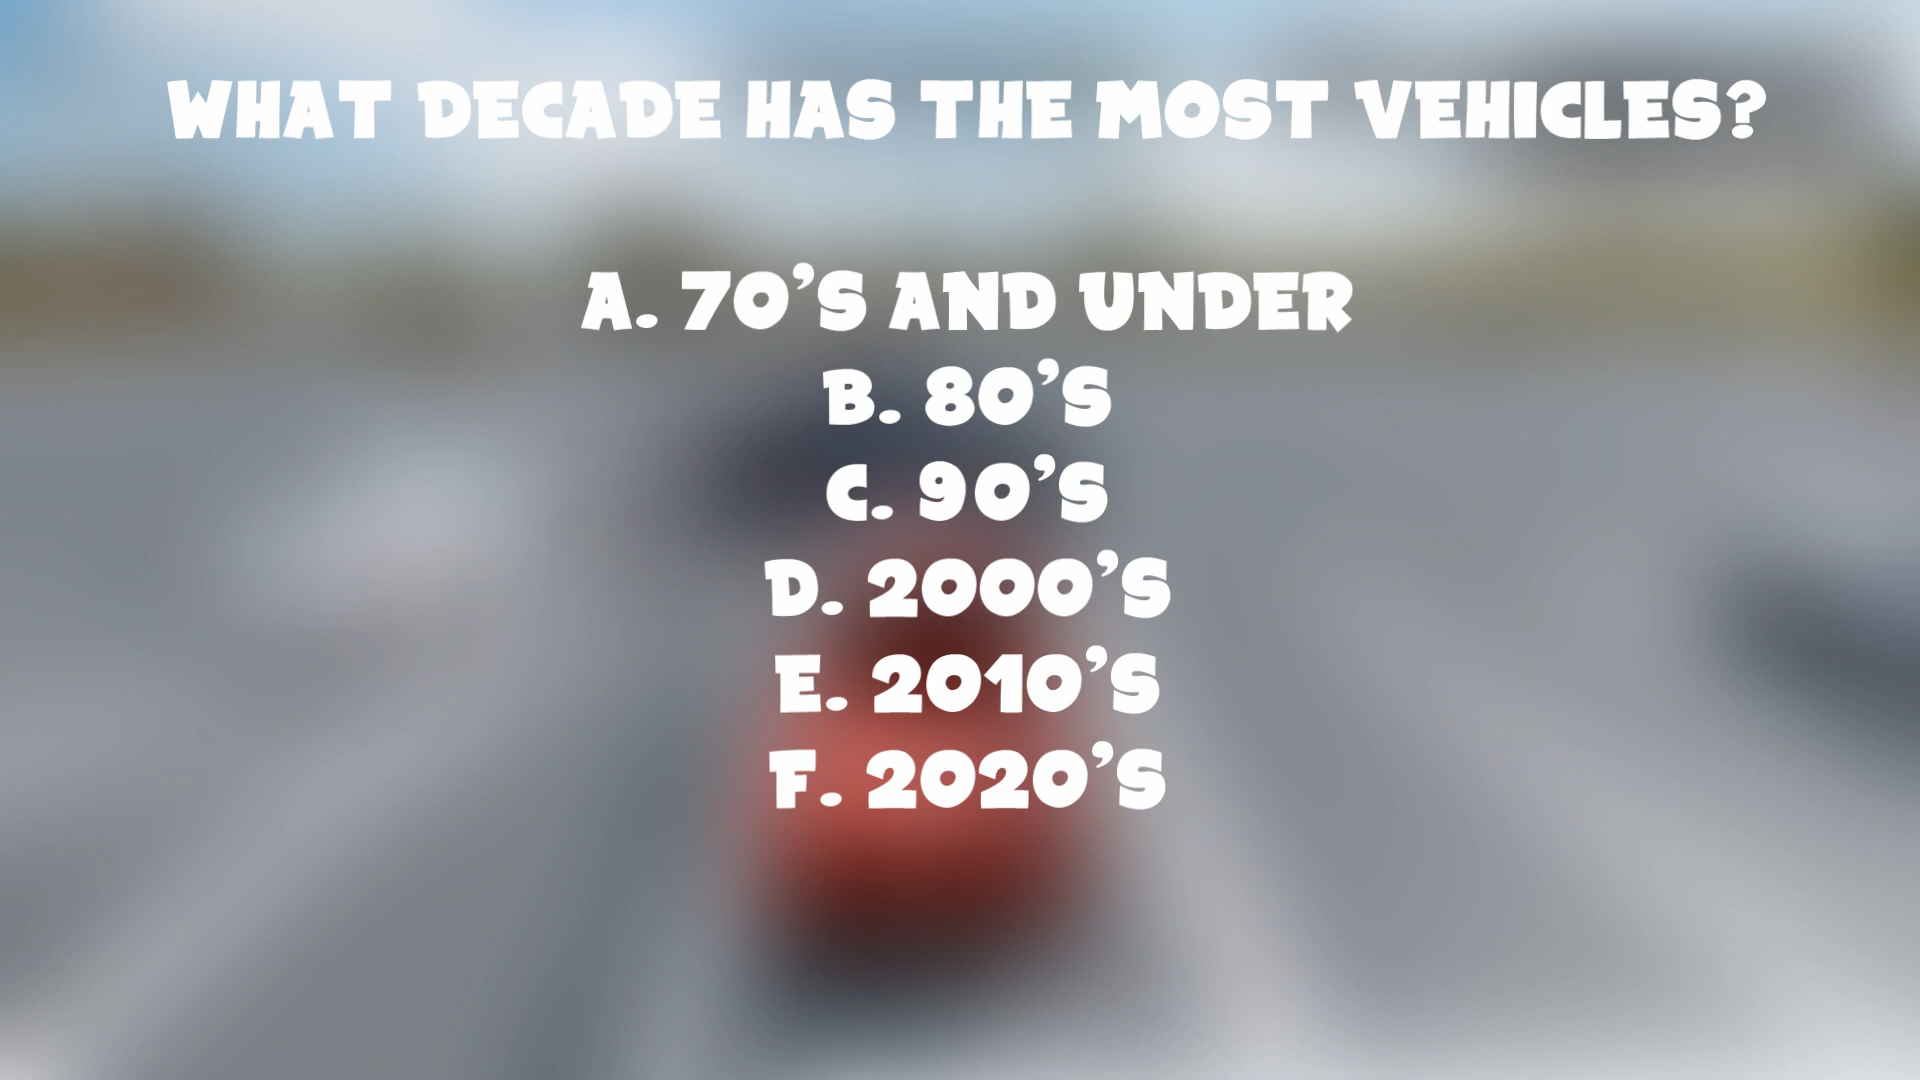 WHAT DECADE HAS THE MOST VEHICLES?
A. 70'S AND UNDER
B. 80'S
C. 90'S
D. 2000'S
E. 2010'S
F. 2020'S